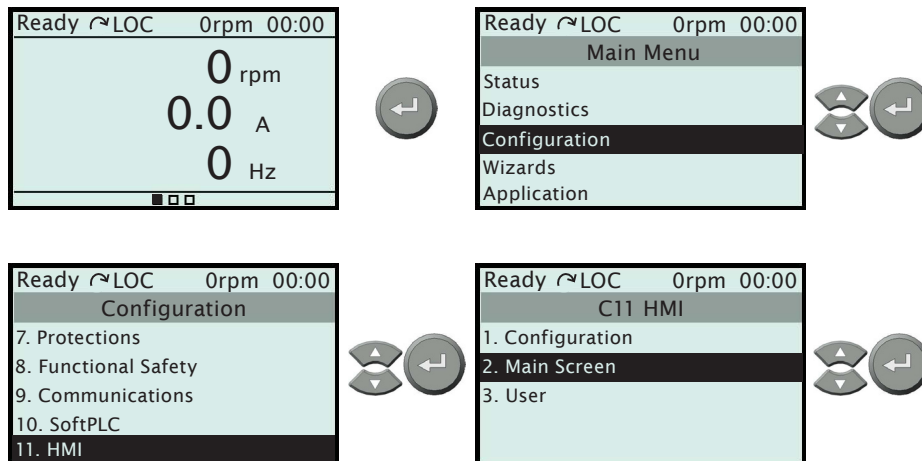 Ready LOC 0rpm 00:00
0 rpm
0.0 A
0 Hz
Ready LOC 0rpm 00:00
Main Menu
Status
Diagnostics
Configuration
Wizards
Application
Ready LOC 0rpm 00:00
Configuration
7. Protections
8. Functional Safety
9. Communications
10. SoftPLC
11. HMI
Ready LOC 0rpm 00:00
C11 HMI
1. Configuration
2. Main Screen
3. User